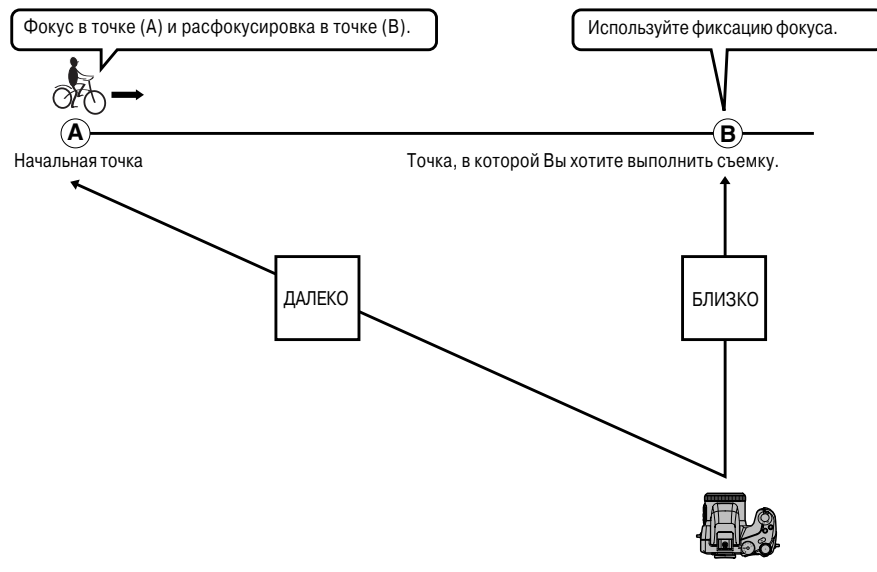 Фокус в точке (А) и расфокусировка в точке (В).
Используйте фиксацию фокуса.
A
B
Начальная точка
Точка, в которой Вы хотите выполнить съемку.
ДАЛЕКО
БЛИЗКО